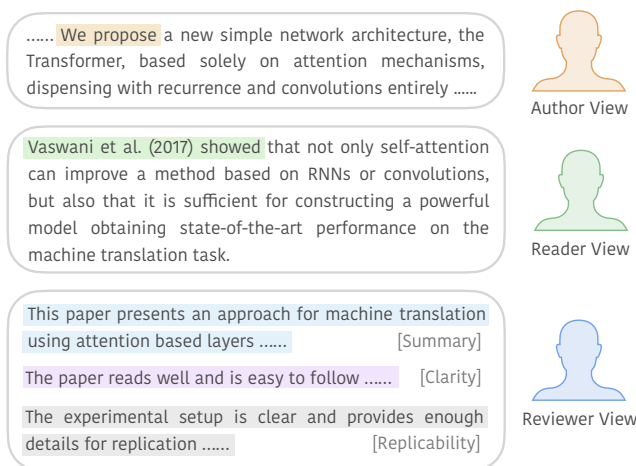 ...... We propose a new simple network architecture, the
Transformer, based solely on attention mechanisms,
dispensing with recurrence and convolutions entirely ......
Author View
Vaswani et al. (2017) showed that not only self-attention
can improve a method based on RNNs or convolutions,
but also that it is sufficient for constructing a powerful
model obtaining state-of-the-art performance on the
machine translation task.
Reader View
This paper presents an approach for machine translation
using attention based layers ...... [Summary]
The paper reads well and is easy to follow ...... [Clarity]
The experimental setup is clear and provides enough
details for replication ...... [Replicability]
Reviewer View